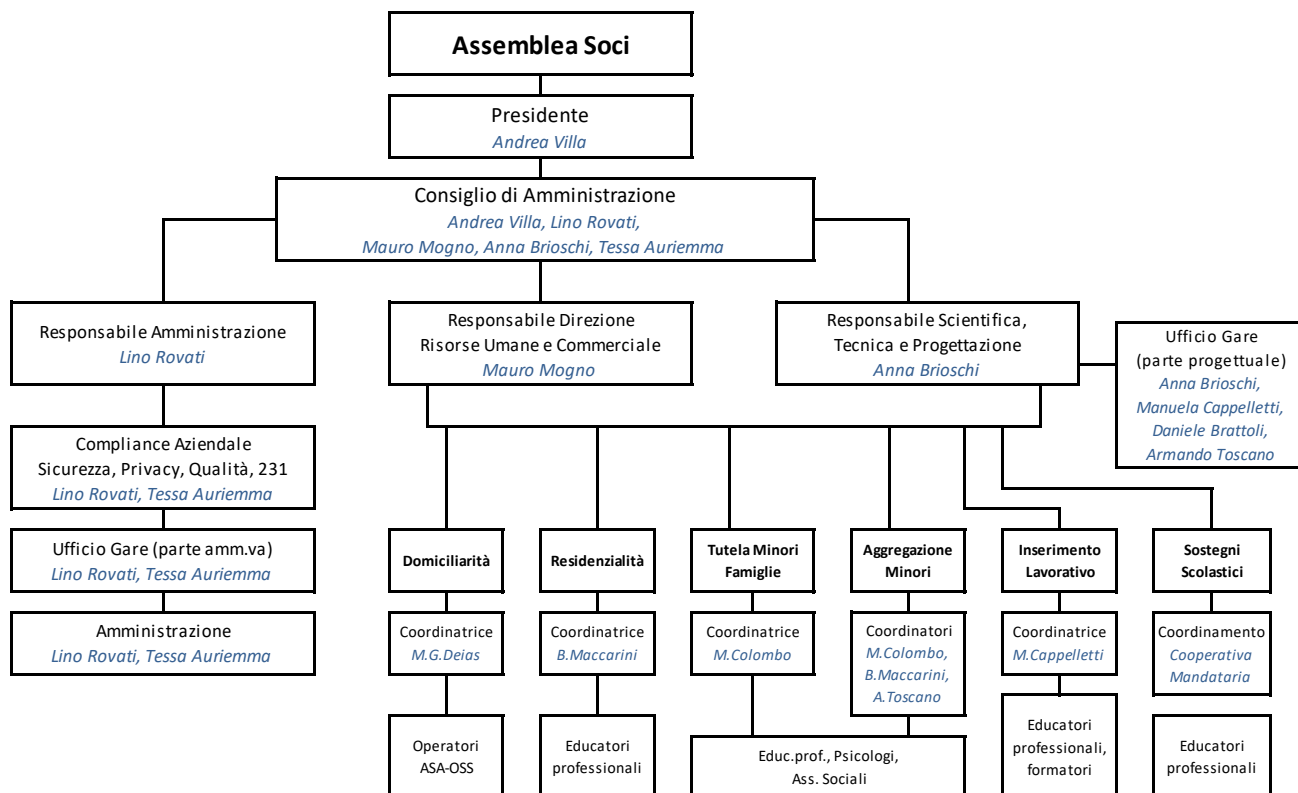 Assemblea Soci
Presidente
Andrea Villa
Consiglio di Amministrazione
Andrea Villa, Lino Rovati,
Mauro Mogno, Anna Brioschi, Tessa Auriemma
Responsabile Amministrazione
Lino Rovati
Responsabile Direzione
Risorse Umane e Commerciale
Mauro Mogno
Responsabile Scientifica,
Tecnica e Progettazione
Anna Brioschi
Ufficio Gare
(parte progettuale)
Anna Brioschi,
Manuela Cappelletti,
Daniele Brattoli,
Armando Toscano
Compliance Aziendale
Sicurezza, Privacy, Qualità, 231
Lino Rovati, Tessa Auriemma
Ufficio Gare (parte amm.va)
Lino Rovati, Tessa Auriemma
Amministrazione
Lino Rovati, Tessa Auriemma
Domiciliarità
Residenzialità
Tutela Minori
Famiglie
Aggregazione
Minori
Inserimento
Lavorativo
Sostegni
Scolastici
Coordinatrice
M.G.Deias
Coordinatrice
B.Maccarini
Coordinatrice
M.Colombo
Coordinatori
M.Colombo,
B.Maccarini,
A.Toscano
Coordinatrice
M.Cappelletti
Coordinamento
Cooperativa
Mandataria
Operatori
ASA-OSS
Educatori
professionali
Educ.prof., Psicologi,
Ass. Sociali
Educatori
professionali,
formatori
Educatori
professionali